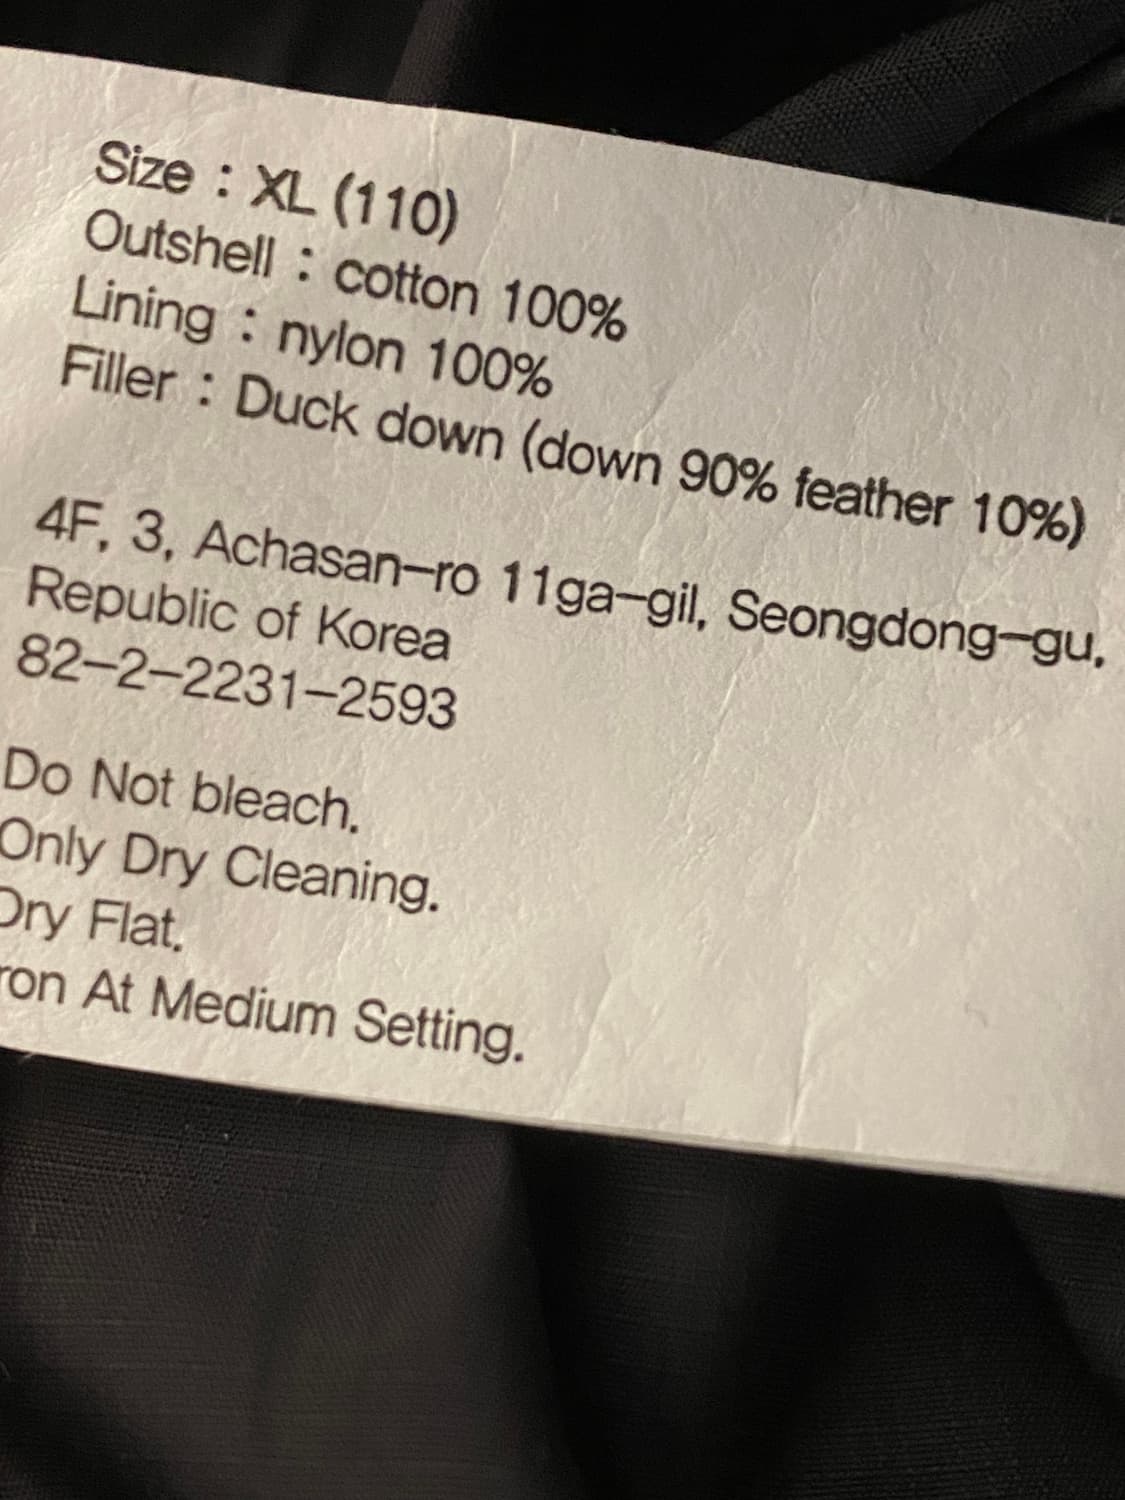 Size : XL (110)
Outshell : cotton 100%
Lining : nylon 100%
Filler : Duck down (down 90% feather 10%)
4F, 3, Achasan-ro 11ga-gil, Seongdong-gu,
Republic of Korea
82-2-2231-2593
Do Not bleach.
Only Dry Cleaning.
Dry Flat.
ron At Medium Setting.